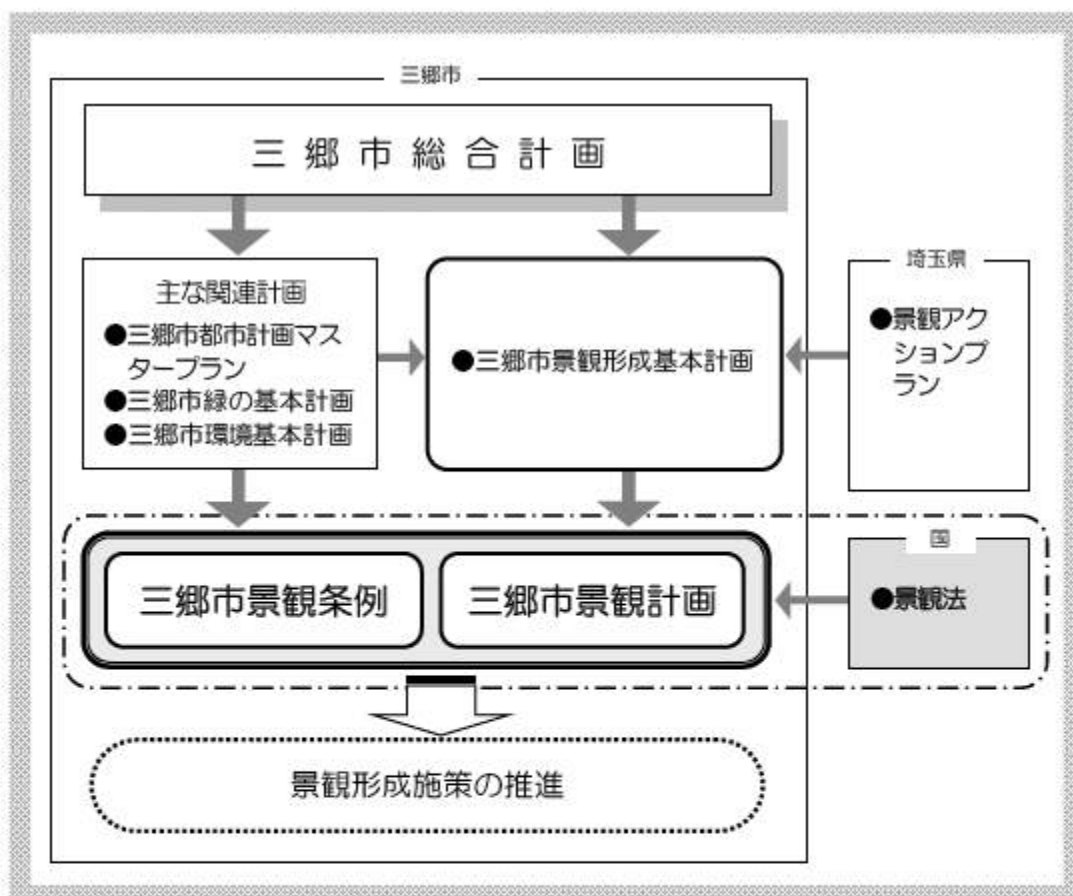 三郷市
三郷市総合計画
主な関連計画
●三郷市都市計画マス
タープラン
●三郷市緑の基本計画
●三郷市環境基本計画
●三郷市景観形成基本計画
埼玉県
●景観アク
ションプ
ラン
三郷市景観条例
三郷市景観計画
国
●景観法
景観形成施策の推進